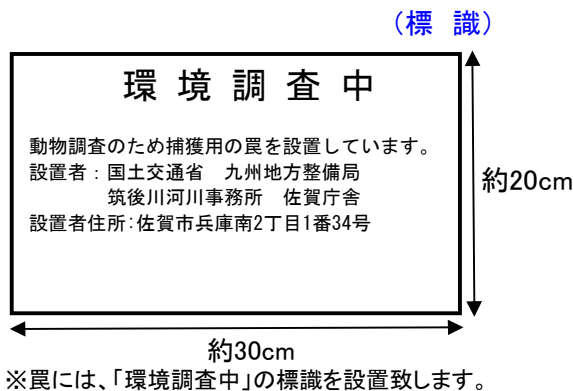 （標　識）
環 境 調 査 中
動物調査のため捕獲用の罠を設置しています。
設置者：国土交通省　九州地方整備局
筑後川河川事務所　佐賀庁舎
設置者住所：佐賀市兵庫南2丁目1番34号
約20cm
約30cm
※罠には、「環境調査中」の標識を設置致します。